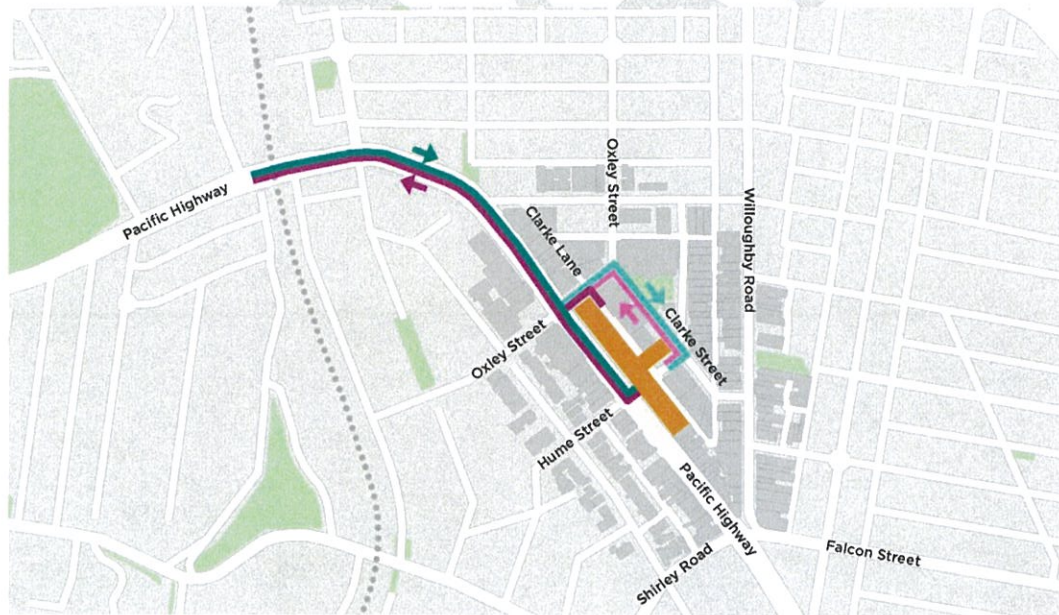 Oxley Street
Pacific Highway
Clarke Lane
Willoughby Road
Clarke Street
Oxley Street
Hume Street
Pacific Highway
Falcon Street
Shirley Road